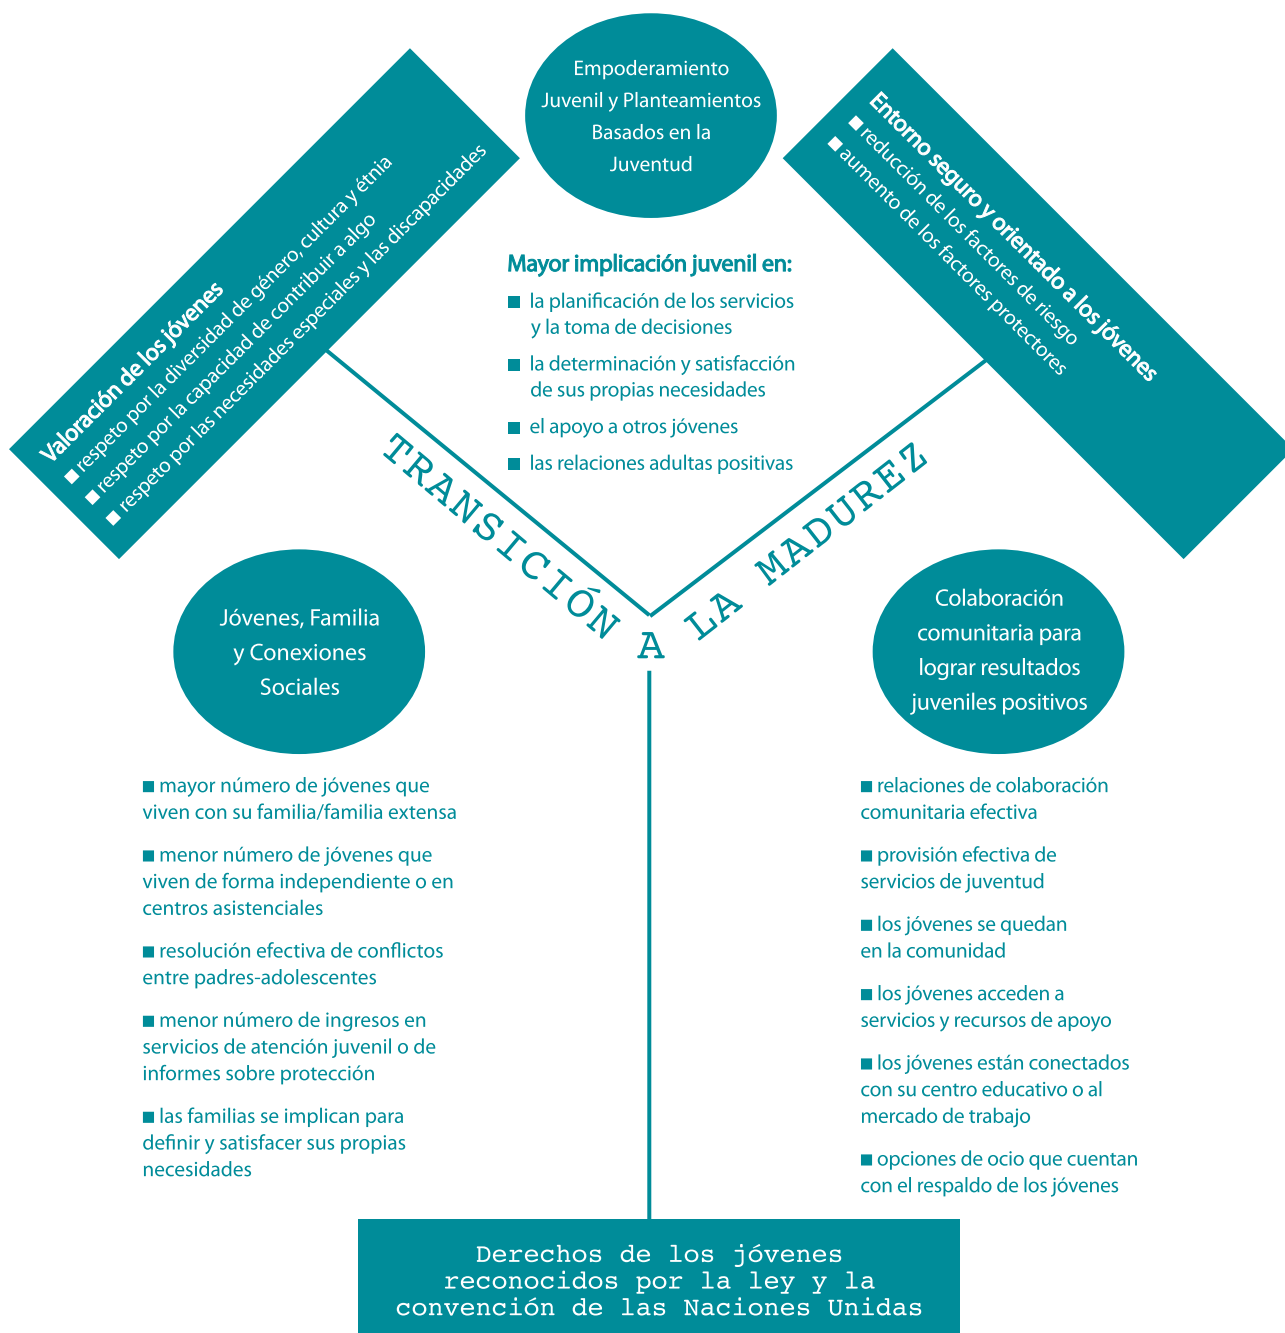 Empoderamiento
Juvenil y Planteamientos
Basados en la
Juventud
Valoración de los jóvenes
■ respeto por la diversidad de género, cultura y étnia
■ respeto por la capacidad de contribuir a algo
■ respeto por las necesidades especiales y las discapacidades
Entorno seguro y orientado a los jóvenes
■ reducción de los factores de riesgo
■ aumento de los factores protectores
Mayor implicación juvenil en:
■ la planificación de los servicios
y la toma de decisiones
■ la determinación y satisfacción
de sus propias necesidades
■ el apoyo a otros jóvenes
■ las relaciones adultas positivas
TRANSICIÓN A LA MADUREZ
Jóvenes, Familia
y Conexiones
Sociales
■ mayor número de jóvenes que
viven con su familia/familia extensa
■ menor número de jóvenes que
viven de forma independiente o en
centros asistenciales
■ resolución efectiva de conflictos
entre padres-adolescentes
■ menor número de ingresos en
servicios de atención juvenil o de
informes sobre protección
■ las familias se implican para
definir y satisfacer sus propias
necesidades
Colaboración
comunitaria para
lograr resultados
juveniles positivos
■ relaciones de colaboración
comunitaria efectiva
■ provisión efectiva de
servicios de juventud
■ los jóvenes se quedan
en la comunidad
■ los jóvenes acceden a
servicios y recursos de apoyo
■ los jóvenes están conectados
con su centro educativo o al
mercado de trabajo
■ opciones de ocio que cuentan
con el respaldo de los jóvenes
Derechos de los jóvenes
reconocidos por la ley y la
convención de las Naciones Unidas